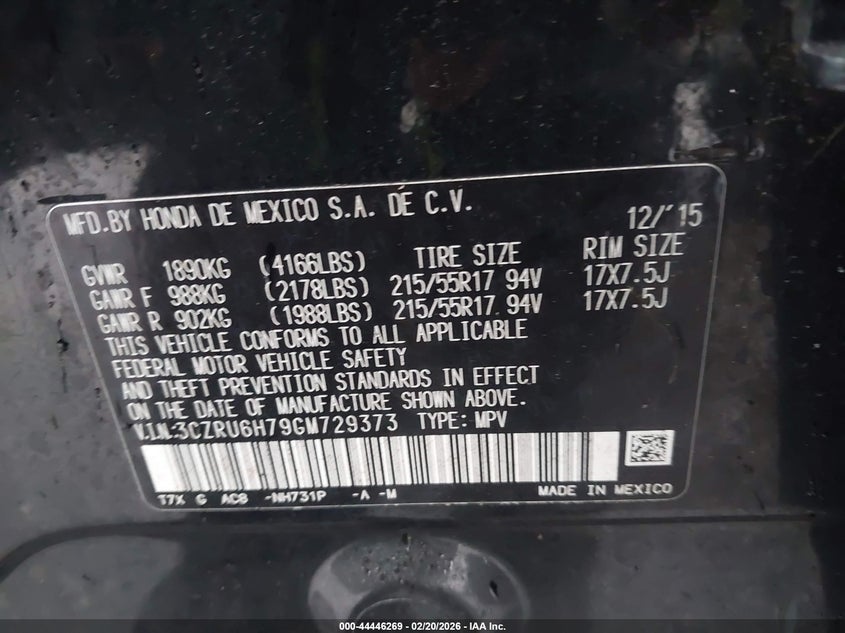 MFD.BY HONDA DE MEXICO S.A. DE C.V. 12/'15
GVWR 1890KG (4166LBS) TIRE SIZE RIM SIZE
GAWR F 988KG (2178LBS) 215/55R17 94V 17X7.5J
GAWR R 902KG (1988LBS) 215/55R17 94V 17X7.5J
THIS VEHICLE CONFORMS TO ALL APPLICABLE
FEDERAL MOTOR VEHICLE SAFETY
AND THEFT PREVENTION STANDARDS IN EFFECT
ON THE DATE OF MANUFACTURE SHOWN ABOVE.
V.I.N:3CZRU6H79GM729373 TYPE: MPV
T7X G AC8 -NH731P -A -M MADE IN MEXICO
000-44446269 - 02/20/2026 - IAA Inc.